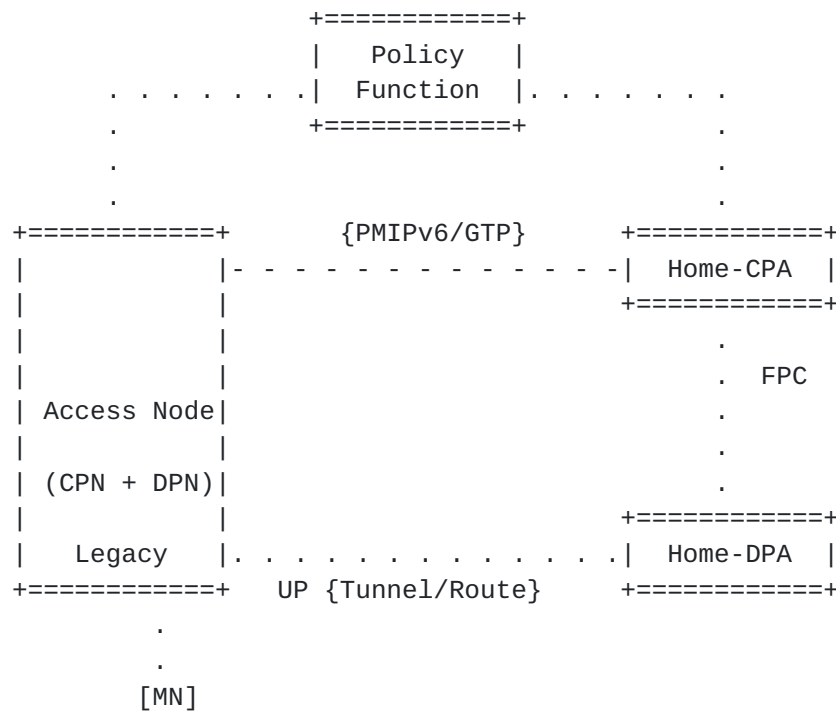 +============+
|   Policy   |
. . . . . . .|  Function  |. . . . . . .
.            +============+            .
.                                      .
.                                      .
+============+       {PMIPv6/GTP}      +============+
|            |- - - - - - - - - - - - -|  Home-CPA  |
|            |                         +============+
|            |                               .
|            |                               .  FPC
| Access Node|                               .
|            |                               .
| (CPN + DPN)|                               .
|            |                         +============+
|   Legacy   |. . . . . . . . . . . . .|  Home-DPA  |
+============+   UP {Tunnel/Route}     +============+
.
.
[MN]